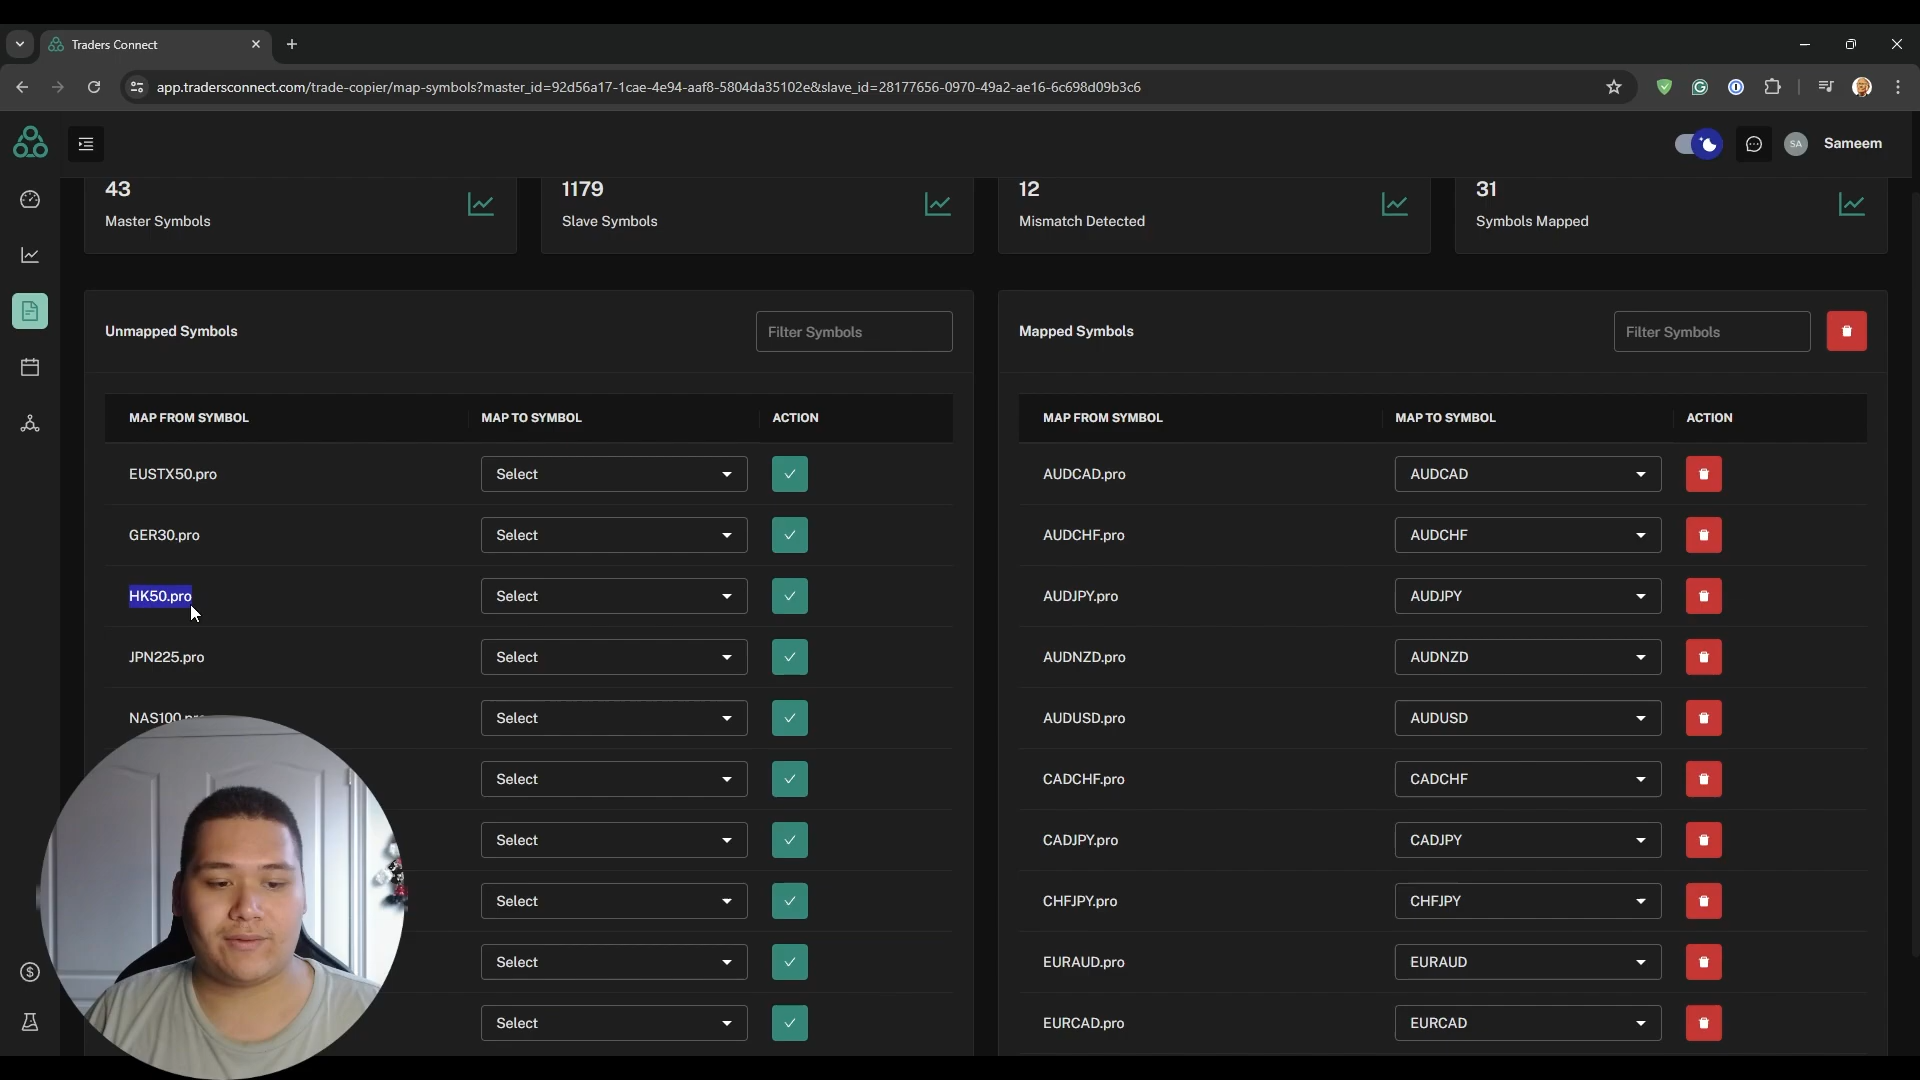 Traders Connect
app.tradersconnect.com/trade-copier/map-symbols?master_id=92d56a17-1cae-4e94-aaf8-5804da35102e&slave_id=28177656-0970-49a2-ae16-6c698d09b3c6
SA Sameem
43 1179 12 31
Master Symbols Slave Symbols Mismatch Detected Symbols Mapped
Unmapped Symbols Filter Symbols Mapped Symbols Filter Symbols
MAP FROM SYMBOL MAP TO SYMBOL ACTION MAP FROM SYMBOL MAP TO SYMBOL ACTION
EUSTX50.pro Select AUDCAD.pro AUDCAD
GER30.pro Select AUDCHF.pro AUDCHF
HK50.pro Select AUDJPY.pro AUDJPY
JPN225.pro Select AUDNZD.pro AUDNZD
NAS100.pro Select AUDUSD.pro AUDUSD
Select CADCHF.pro CADCHF
Select CADJPY.pro CADJPY
Select CHFJPY.pro CHFJPY
Select EURAUD.pro EURAUD
Select EURCAD.pro EURCAD